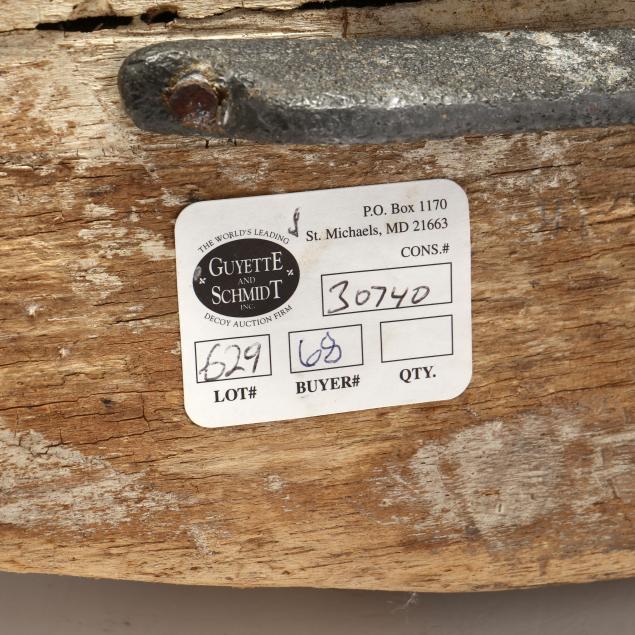 P.O. Box 1170
St. Michaels, MD 21663
THE WORLD'S LEADING
GUYETTE
AND
SCHMIDT
INC.
DECOY AUCTION FIRM
CONS.#
30740
629
68
LOT#
BUYER#
QTY.